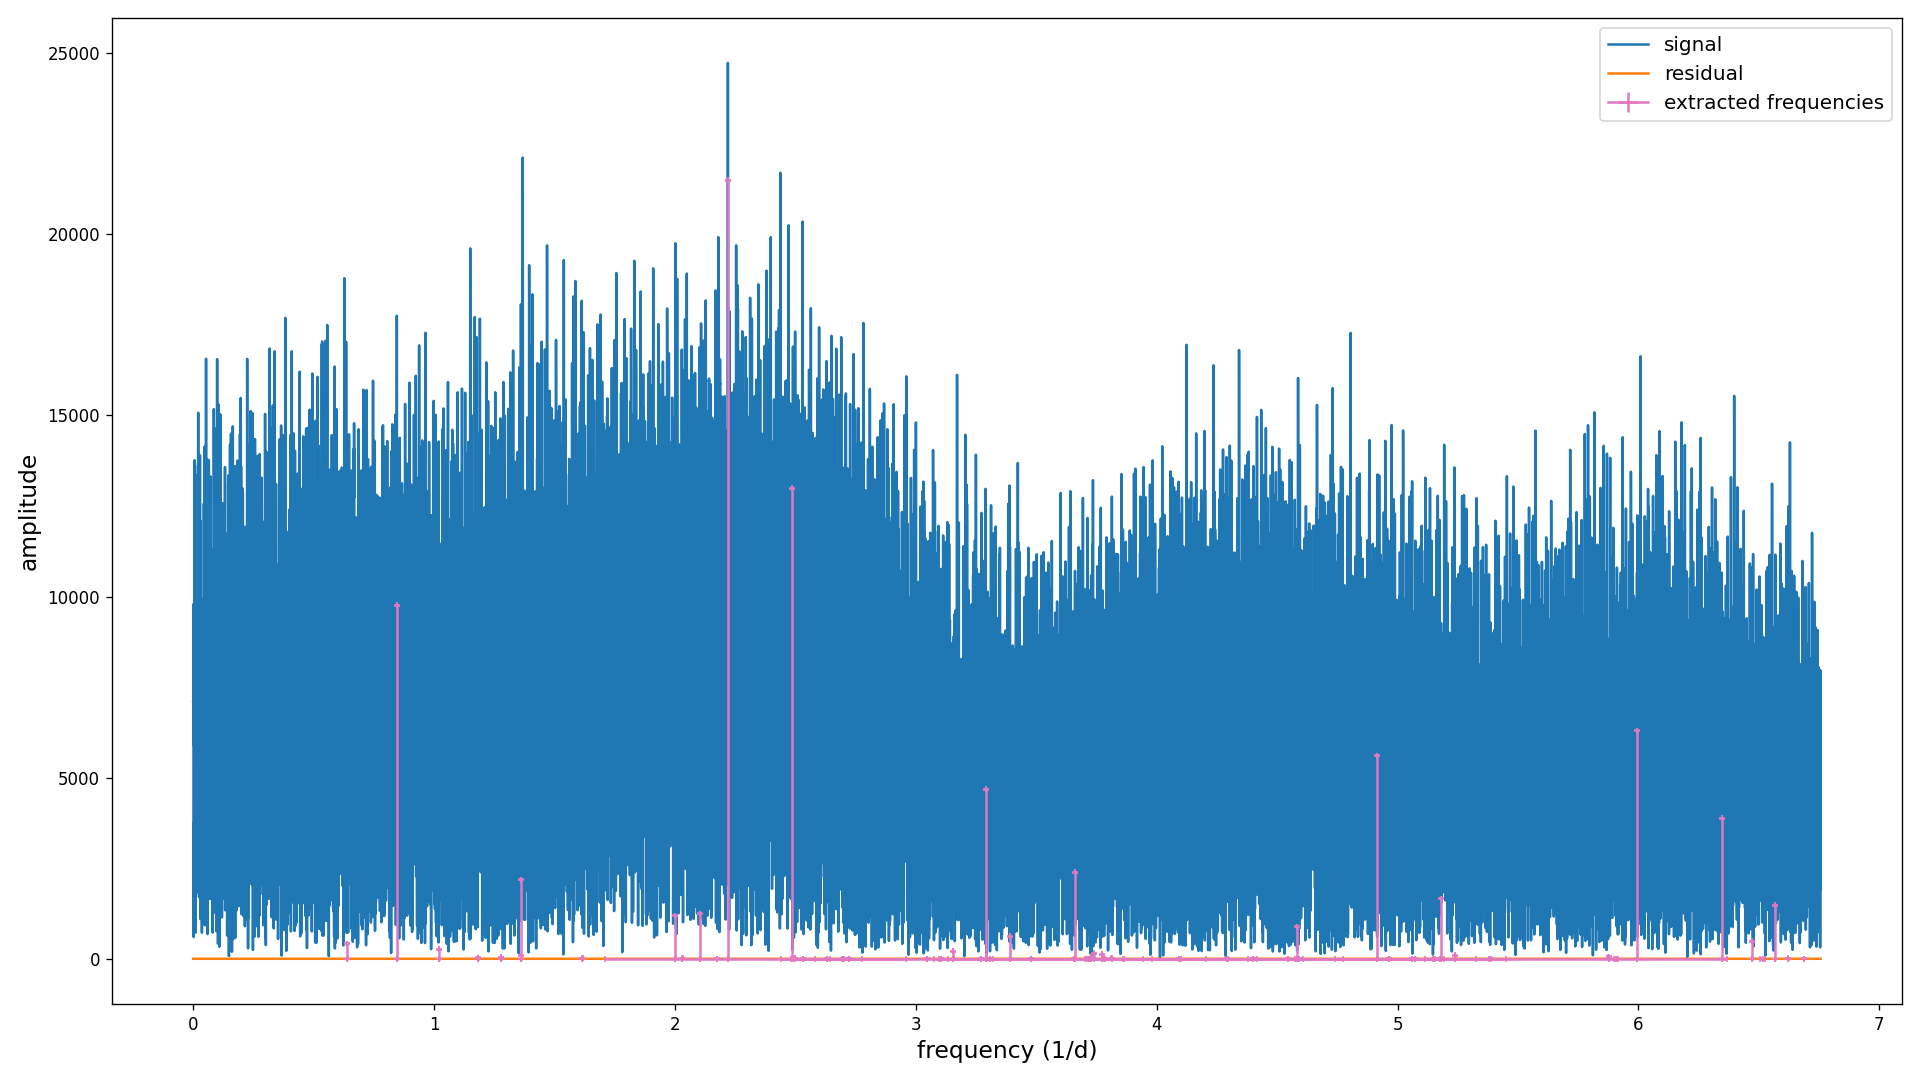 25000
20000
15000
10000
5000
0
amplitude
0 1 2 3 4 5 6 7
frequency (1/d)
signal
residual
extracted frequencies